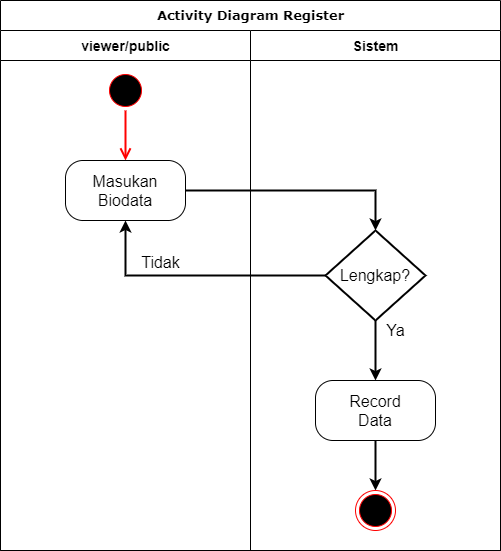 Activity Diagram Register
viewer/public
Sistem
Masukan
Biodata
Tidak
Lengkap?
Ya
Record
Data